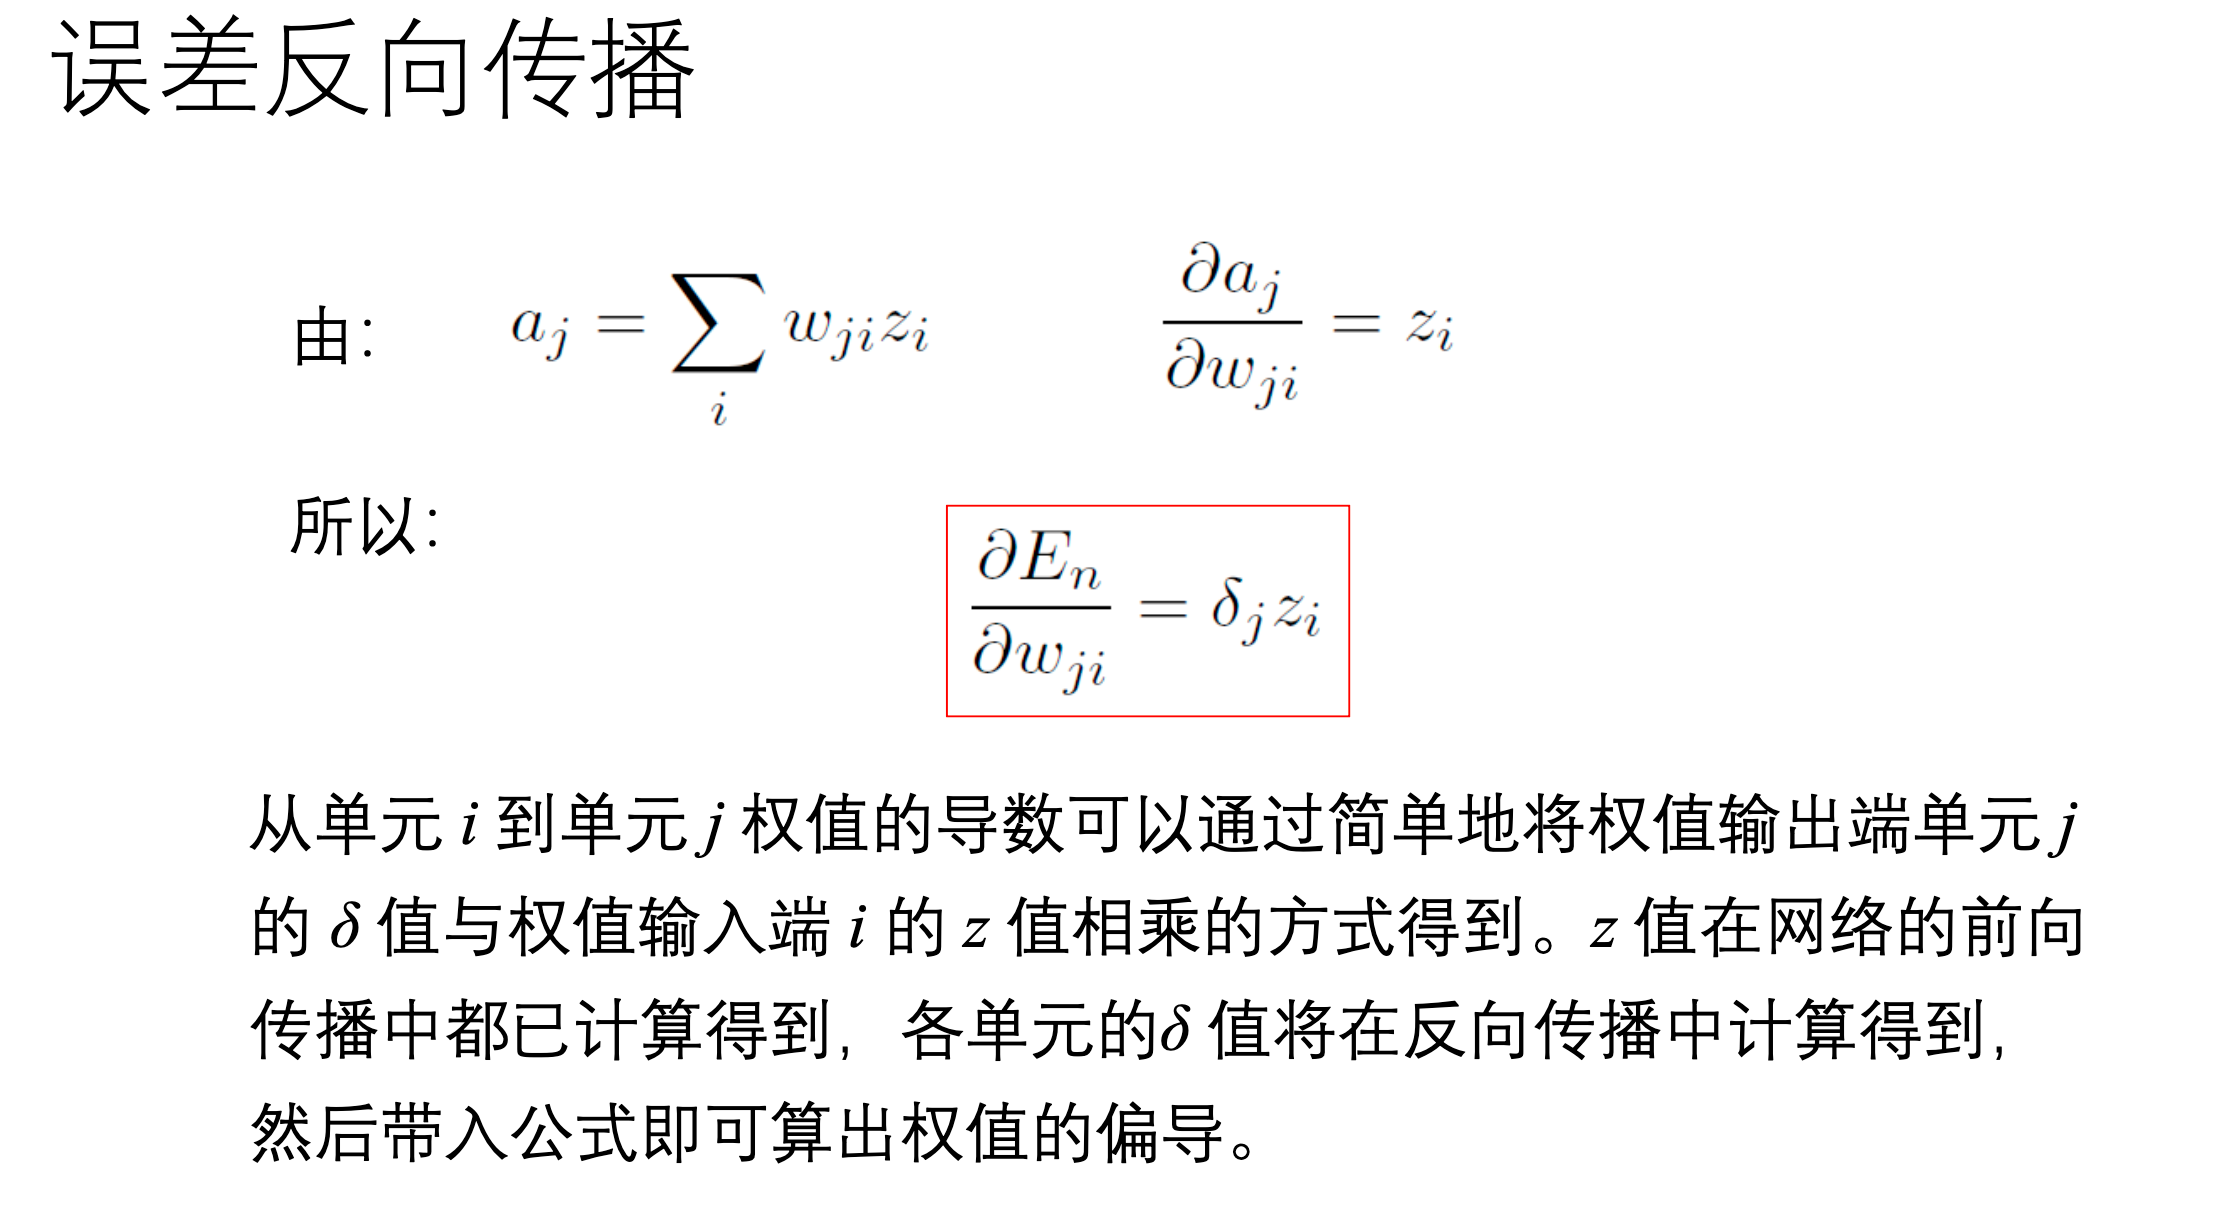 误差反向传播
由： $a_j = \sum_i w_{ji} z_i$ $\frac{\partial a_j}{\partial w_{ji}} = z_i$
所以：
$\frac{\partial E_n}{\partial w_{ji}} = \delta_j z_i$
从单元 i 到单元 j 权值的导数可以通过简单地将权值输出端单元 j
的 δ 值与权值输入端 i 的 z 值相乘的方式得到。z 值在网络的前向
传播中都已计算得到，各单元的δ 值将在反向传播中计算得到，
然后带入公式即可算出权值的偏导。